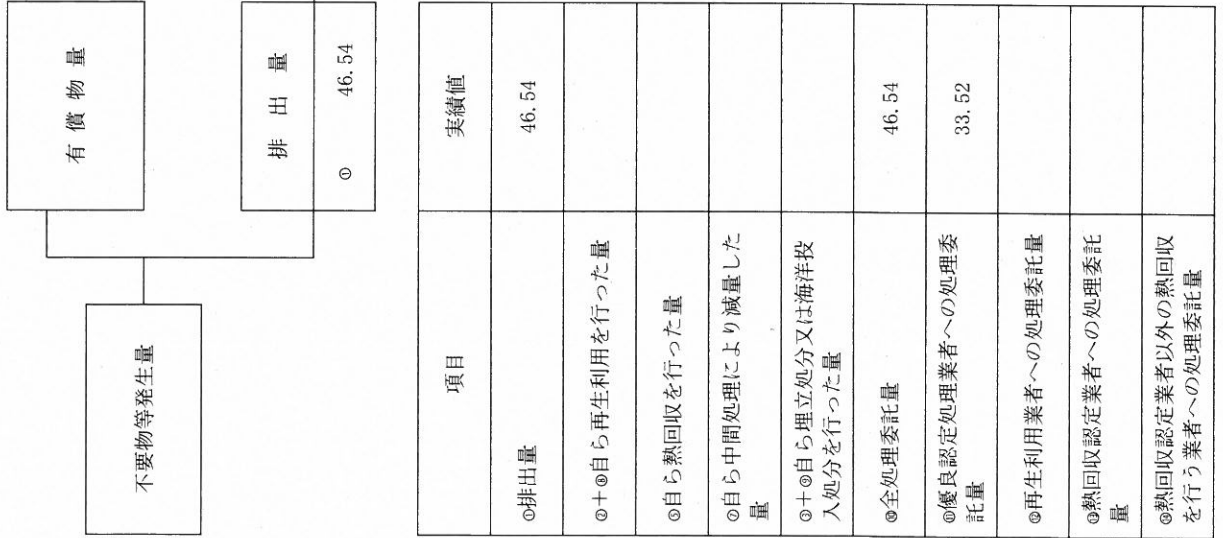 有償物量
不要物等発生量
排出量
① 46.54
項目 実績値
①排出量 46.54
②+⑧自ら再生利用を行った量
⑤自ら熱回収を行った量
⑦自ら中間処理により減量した
量
③+⑨自ら埋立処分又は海洋投
入処分を行った量
⑩全処理委託量 46.54
⑪優良認定処理業者への処理委
託量 33.52
⑫再生利用業者への処理委託量
⑬熱回収認定業者への処理委託
量
⑭熱回収認定業者以外の熱回収
を行う業者への処理委託量